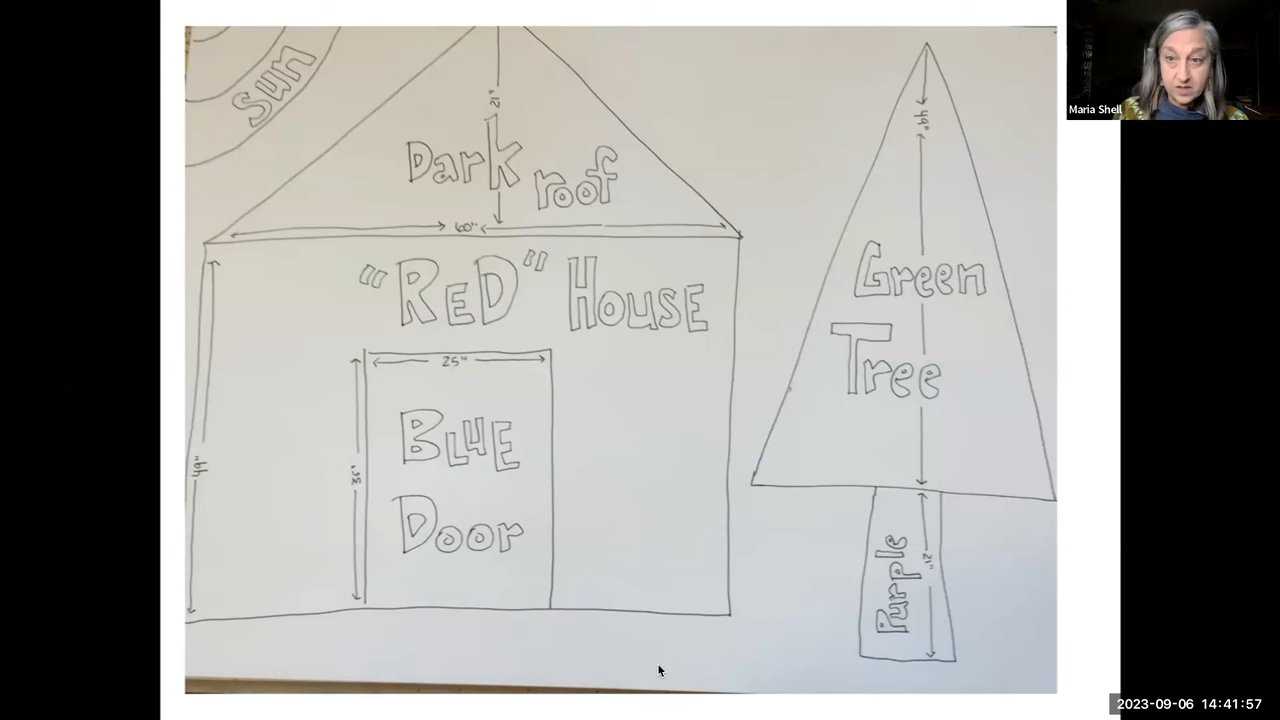 Sun
21"
Dark roof
60"
"RED" HOUSE
25"
BLUE
DOOR
49"
35"
44"
Green
Tree
Purple
21"
Maria Shell
2023-09-06 14:41:57